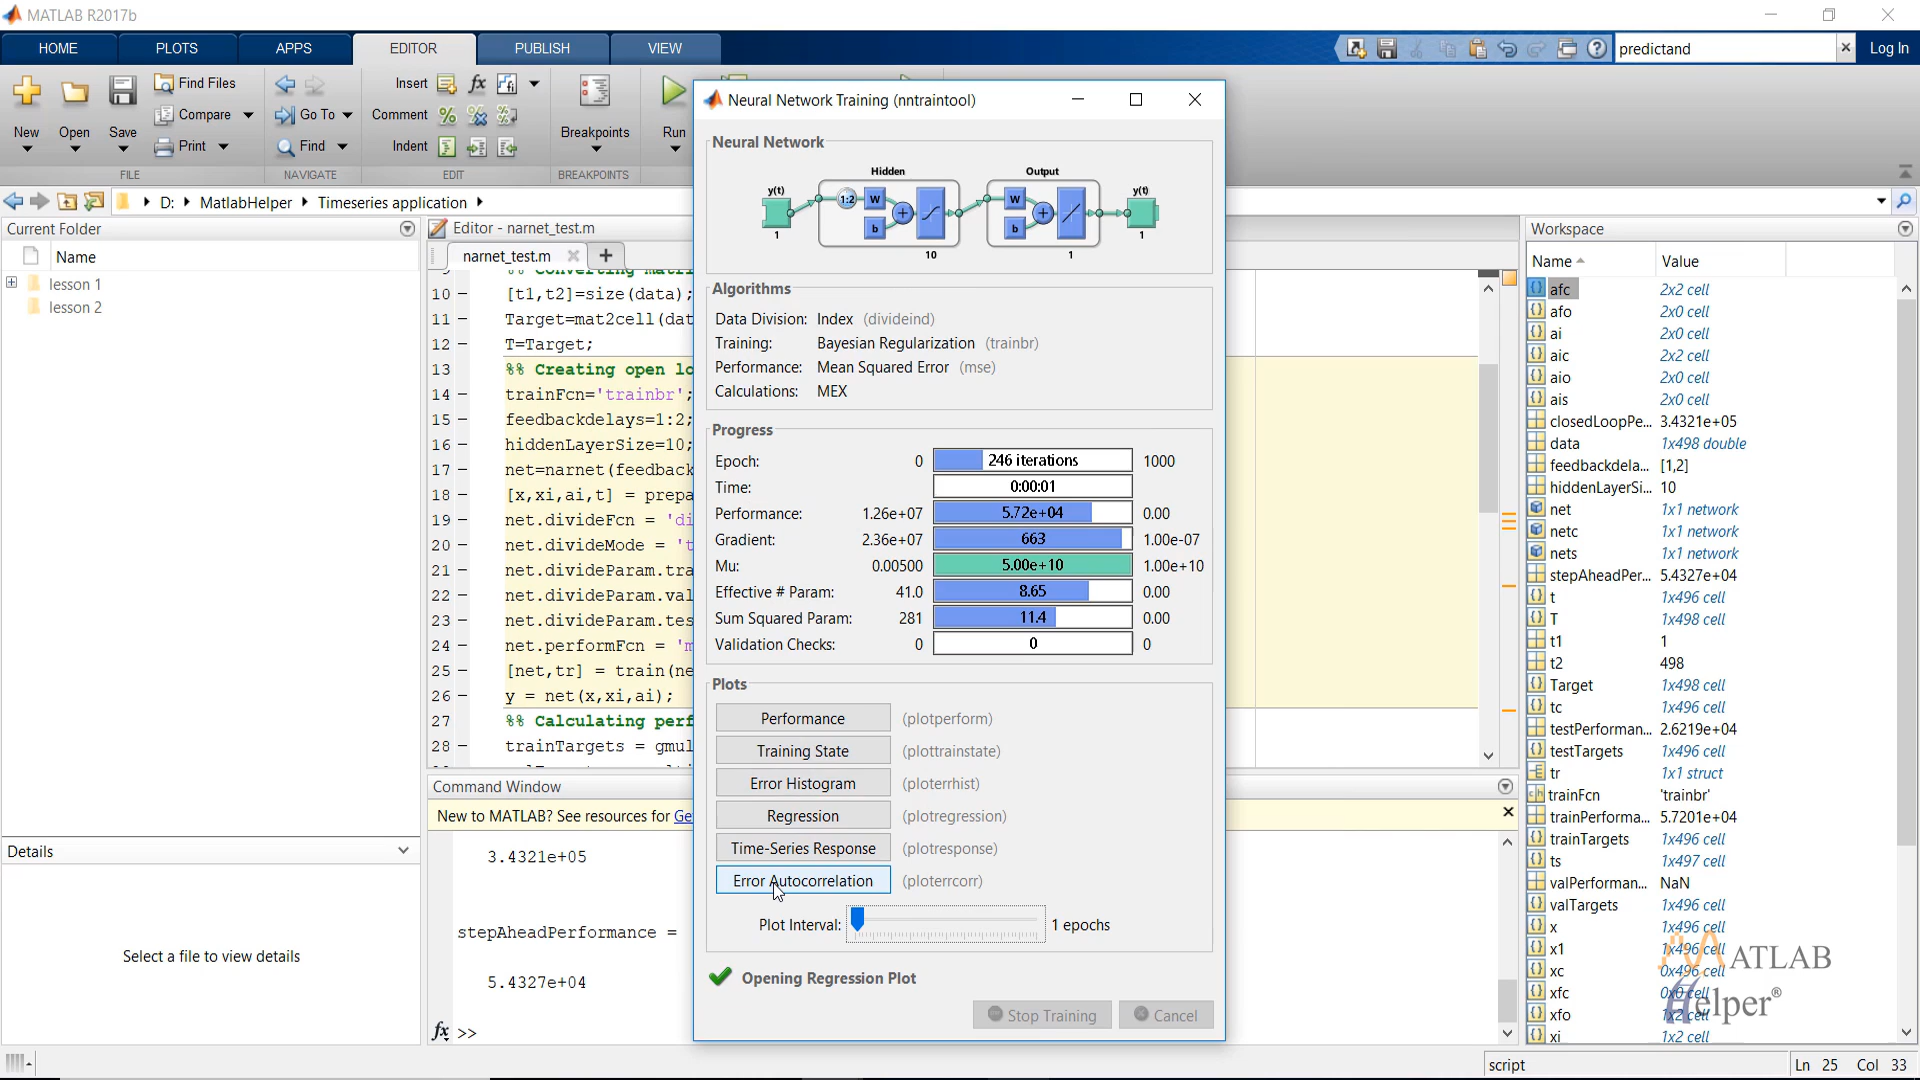 MATLAB R2017b
HOME
PLOTS
APPS
EDITOR
PUBLISH
VIEW
predictand
Log In
New
Open
Save
Find Files
Compare
Print
FILE
Go To
Find
NAVIGATE
Insert
fx
Comment
Indent
EDIT
Breakpoints
BREAKPOINTS
Run
D:
MatlabHelper
Timeseries application
Current Folder
Name
lesson 1
lesson 2
Details
Select a file to view details
Editor - narnet_test.m
narnet_test.m
10 - [t1,t2]=size(data);
11 - Target=mat2cell(dat
12 - T=Target;
13 %% Creating open lo
14 - trainFcn='trainbr';
15 - feedbackdelays=1:2;
16 - hiddenLayerSize=10;
17 - net=narnet(feedback
18 - [x,xi,ai,t] = prepa
19 - net.divideFcn = 'di
20 - net.divideMode = 't
21 - net.divideParam.tra
22 - net.divideParam.val
23 - net.divideParam.tes
24 - net.performFcn = 'm
25 - [net,tr] = train(ne
26 - y = net(x,xi,ai);
27 %% Calculating perf
28 - trainTargets = gmul
Command Window
New to MATLAB? See resources for Ge
3.4321e+05
stepAheadPerformance =
5.4327e+04
fx >>
Neural Network Training (nntraintool)
Neural Network
Hidden
Output
y(t)
1
1:2
W
b
10
W
b
1
y(t)
1
Algorithms
Data Division: Index (divideind)
Training: Bayesian Regularization (trainbr)
Performance: Mean Squared Error (mse)
Calculations: MEX
Progress
Epoch: 0 246 iterations 1000
Time: 0:00:01
Performance: 1.26e+07 5.72e+04 0.00
Gradient: 2.36e+07 663 1.00e-07
Mu: 0.00500 5.00e+10 1.00e+10
Effective # Param: 41.0 8.65 0.00
Sum Squared Param: 281 11.4 0.00
Validation Checks: 0 0 0
Plots
Performance (plotperform)
Training State (plottrainstate)
Error Histogram (ploterrhist)
Regression (plotregression)
Time-Series Response (plotresponse)
Error Autocorrelation (ploterrcorr)
Plot Interval: 1 epochs
Opening Regression Plot
Stop Training
Cancel
Workspace
Name Value
afc 2x2 cell
afo 2x0 cell
ai 2x0 cell
aic 2x2 cell
aio 2x0 cell
ais 2x0 cell
closedLoopPe... 3.4321e+05
data 1x498 double
feedbackdela... [1,2]
hiddenLayerSi... 10
net 1x1 network
netc 1x1 network
nets 1x1 network
stepAheadPer... 5.4327e+04
t 1x496 cell
T 1x498 cell
t1 1
t2 498
Target 1x498 cell
tc 1x496 cell
testPerforman... 2.6219e+04
testTargets 1x496 cell
tr 1x1 struct
trainFcn 'trainbr'
trainPerforma... 5.7201e+04
trainTargets 1x496 cell
ts 1x497 cell
valPerforman... NaN
valTargets 1x496 cell
x 1x496 cell
x1 1x496 cell
xc 0x496 cell
xfc 0x0 cell
xfo 1x2 cell
xi 1x2 cell
MATLAB
Helper®
script
Ln 25 Col 33